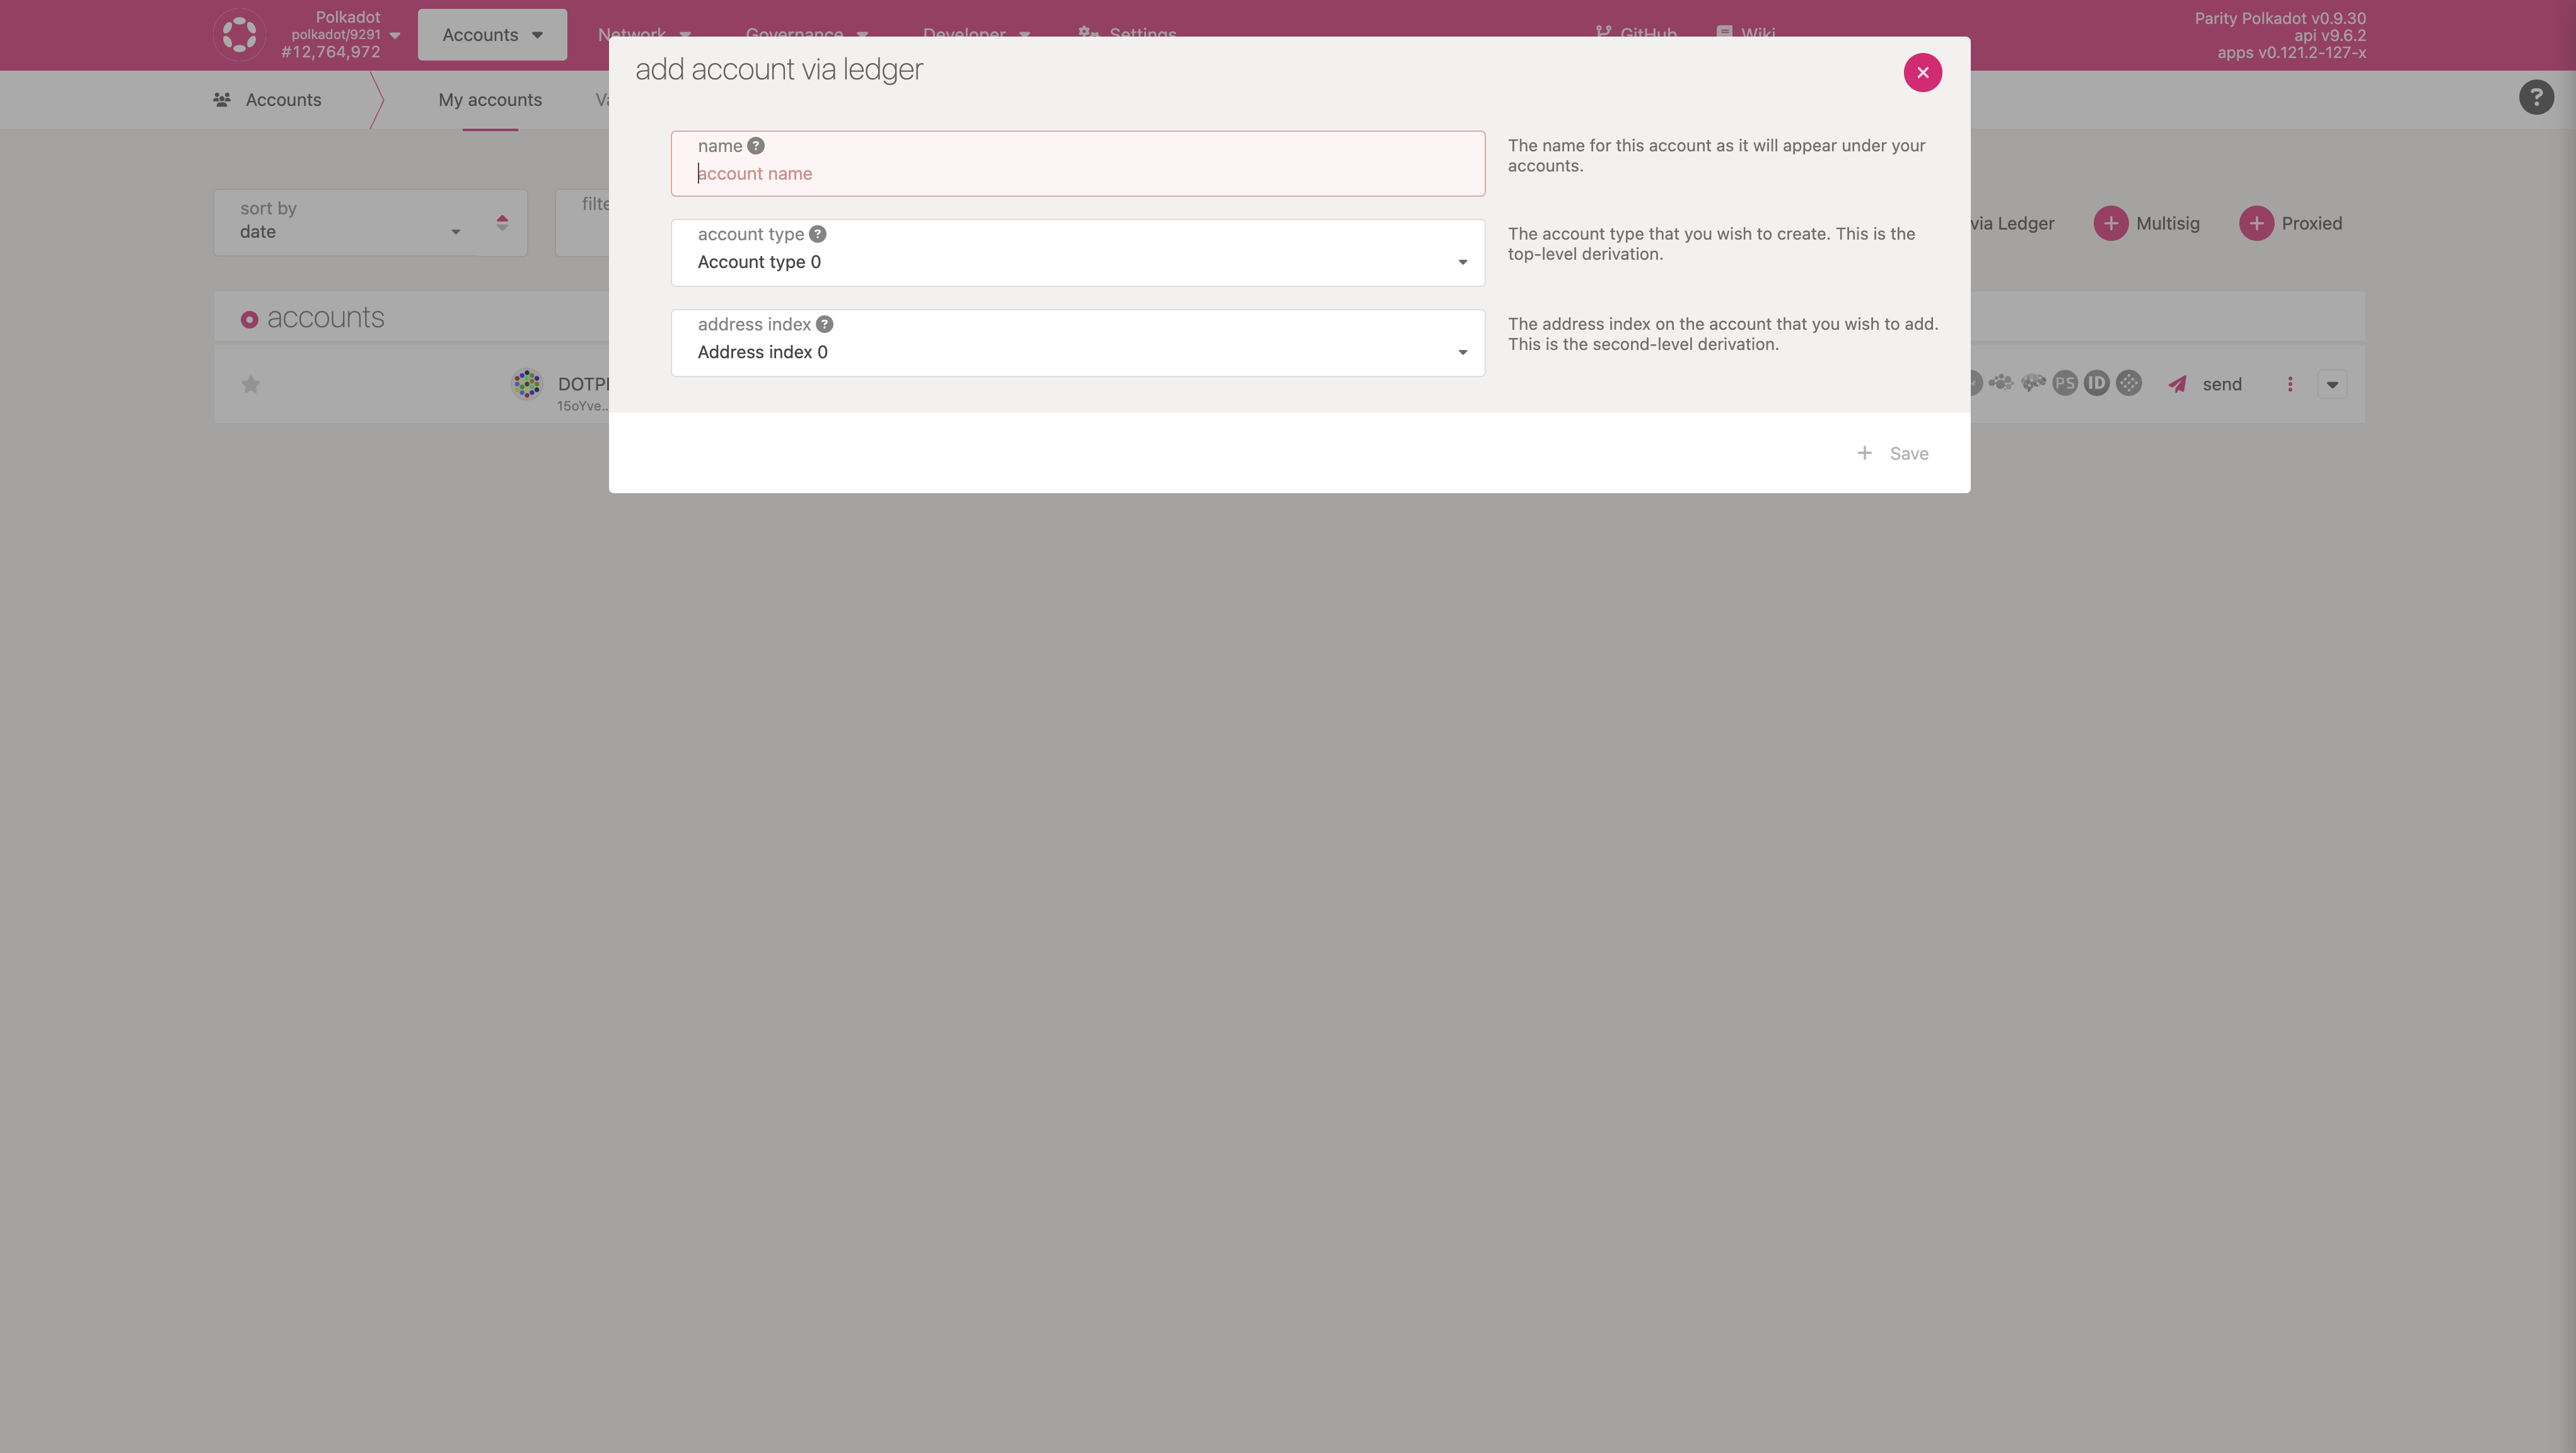 Polkadot
polkadot/9291
#12,764,972
Accounts
Network
Governance
Developer
Settings
GitHub
Wiki
Parity Polkadot v0.9.30
api v9.6.2
apps v0.121.2-127-x
Accounts
My accounts
add account via ledger
name
account name
The name for this account as it will appear under your
accounts.
account type
Account type 0
The account type that you wish to create. This is the
top-level derivation.
address index
Address index 0
The address index on the account that you wish to add.
This is the second-level derivation.
+ Save
sort by
date
filte
via Ledger
Multisig
Proxied
accounts
DOTP
15oYve..
PS
ID
send